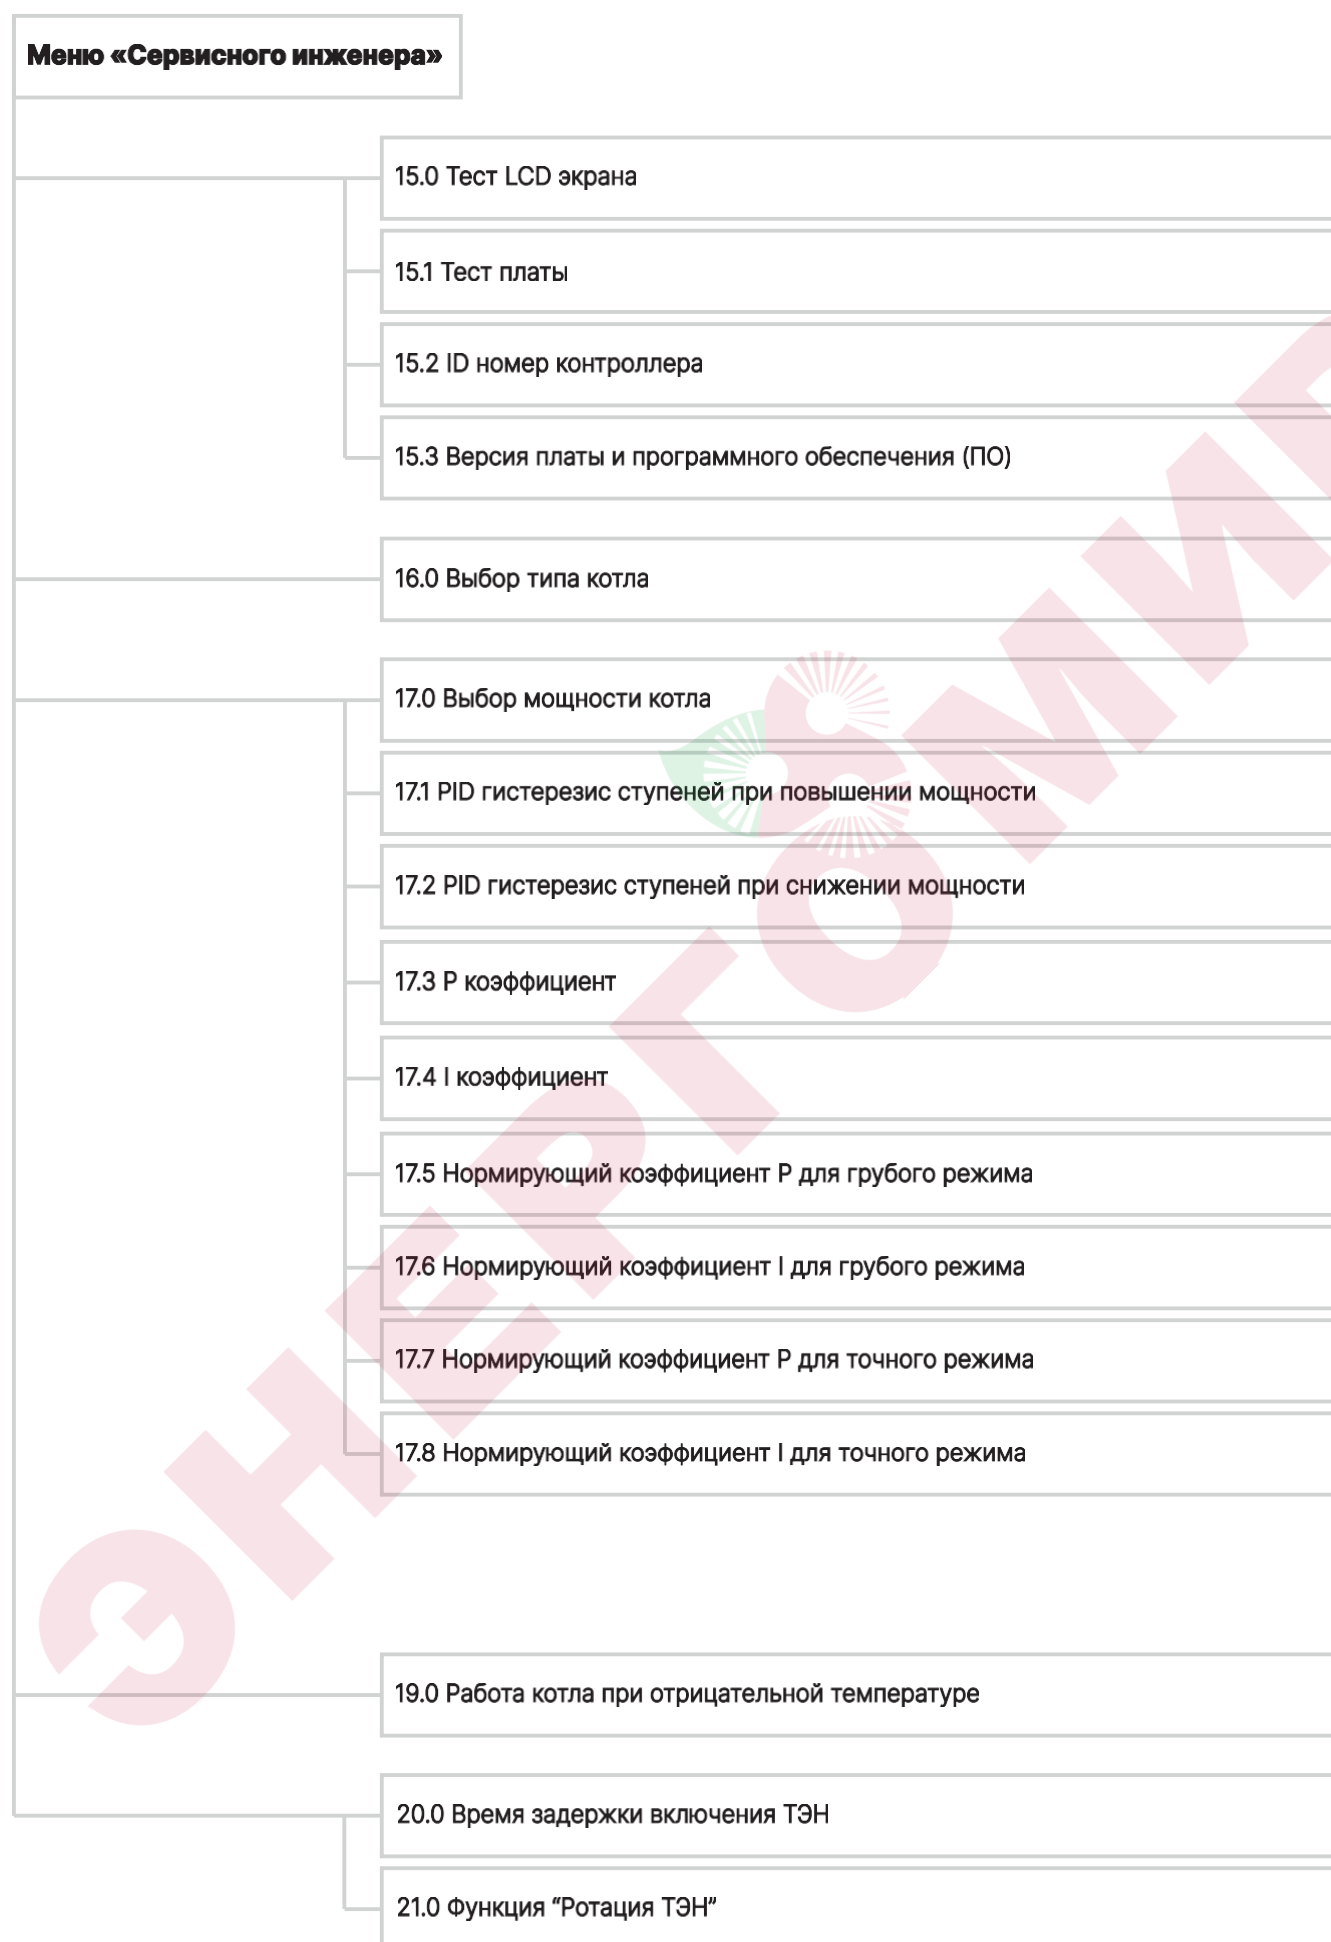 Меню «Сервисного инженера»
15.0 Тест LCD экрана
15.1 Тест платы
15.2 ID номер контроллера
15.3 Версия платы и программного обеспечения (ПО)
16.0 Выбор типа котла
17.0 Выбор мощности котла
17.1 PID гистерезис ступеней при повышении мощности
17.2 PID гистерезис ступеней при снижении мощности
17.3 P коэффициент
17.4 I коэффициент
17.5 Нормирующий коэффициент P для грубого режима
17.6 Нормирующий коэффициент I для грубого режима
17.7 Нормирующий коэффициент P для точного режима
17.8 Нормирующий коэффициент I для точного режима
19.0 Работа котла при отрицательной температуре
20.0 Время задержки включения ТЭН
21.0 Функция “Ротация ТЭН”
ЭНЕРГОМИР